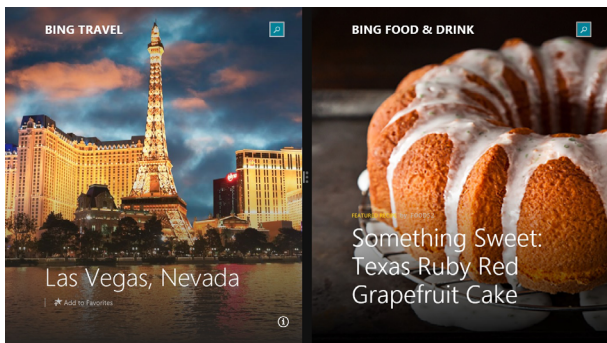 BING TRAVEL
Las Vegas, Nevada
Add to Favorites
BING FOOD & DRINK
Something Sweet:
Texas Ruby Red
Grapefruit Cake